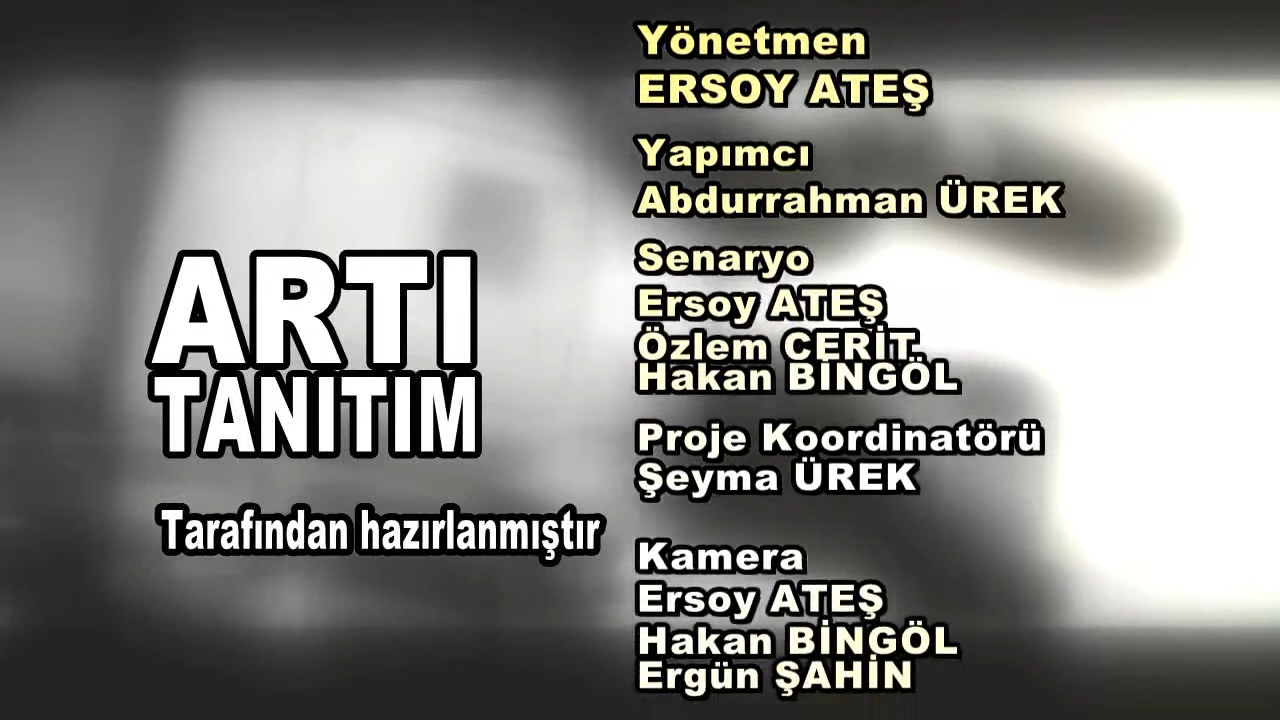 ARTI
TANITIM
Tarafından hazırlanmıştır
Yönetmen
ERSOY ATEŞ
Yapımcı
Abdurrahman ÜREK
Senaryo
Ersoy ATEŞ
Özlem CERİT
Hakan BİNGÖL
Proje Koordinatörü
Şeyma ÜREK
Kamera
Ersoy ATEŞ
Hakan BİNGÖL
Ergün ŞAHİN